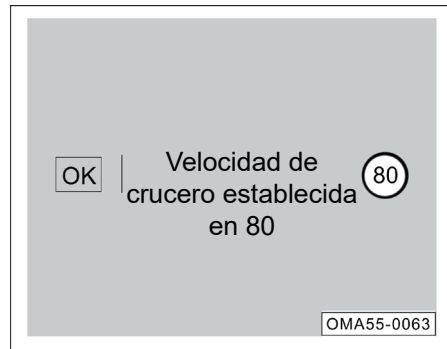 OK
Velocidad de
crucero establecida
en 80
80
OMA55-0063